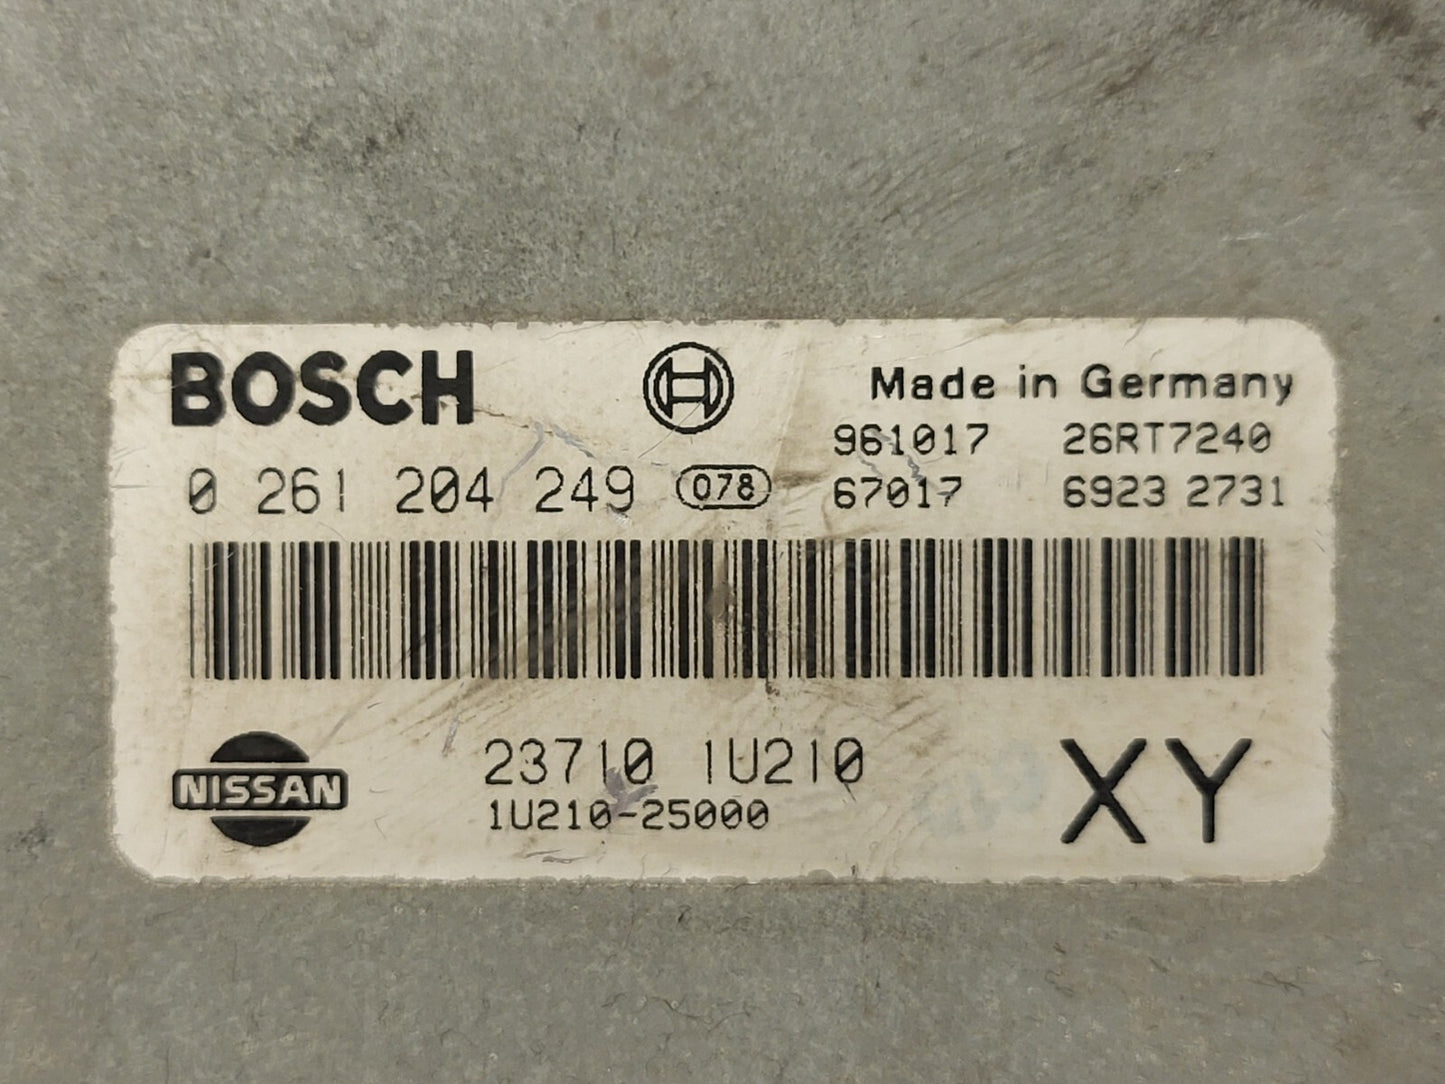 BOSCH
Made in Germany
961017 26RT7240
0 261 204 249 078 67017 6923 2731
NISSAN
23710 1U210
1U210-25000
XY